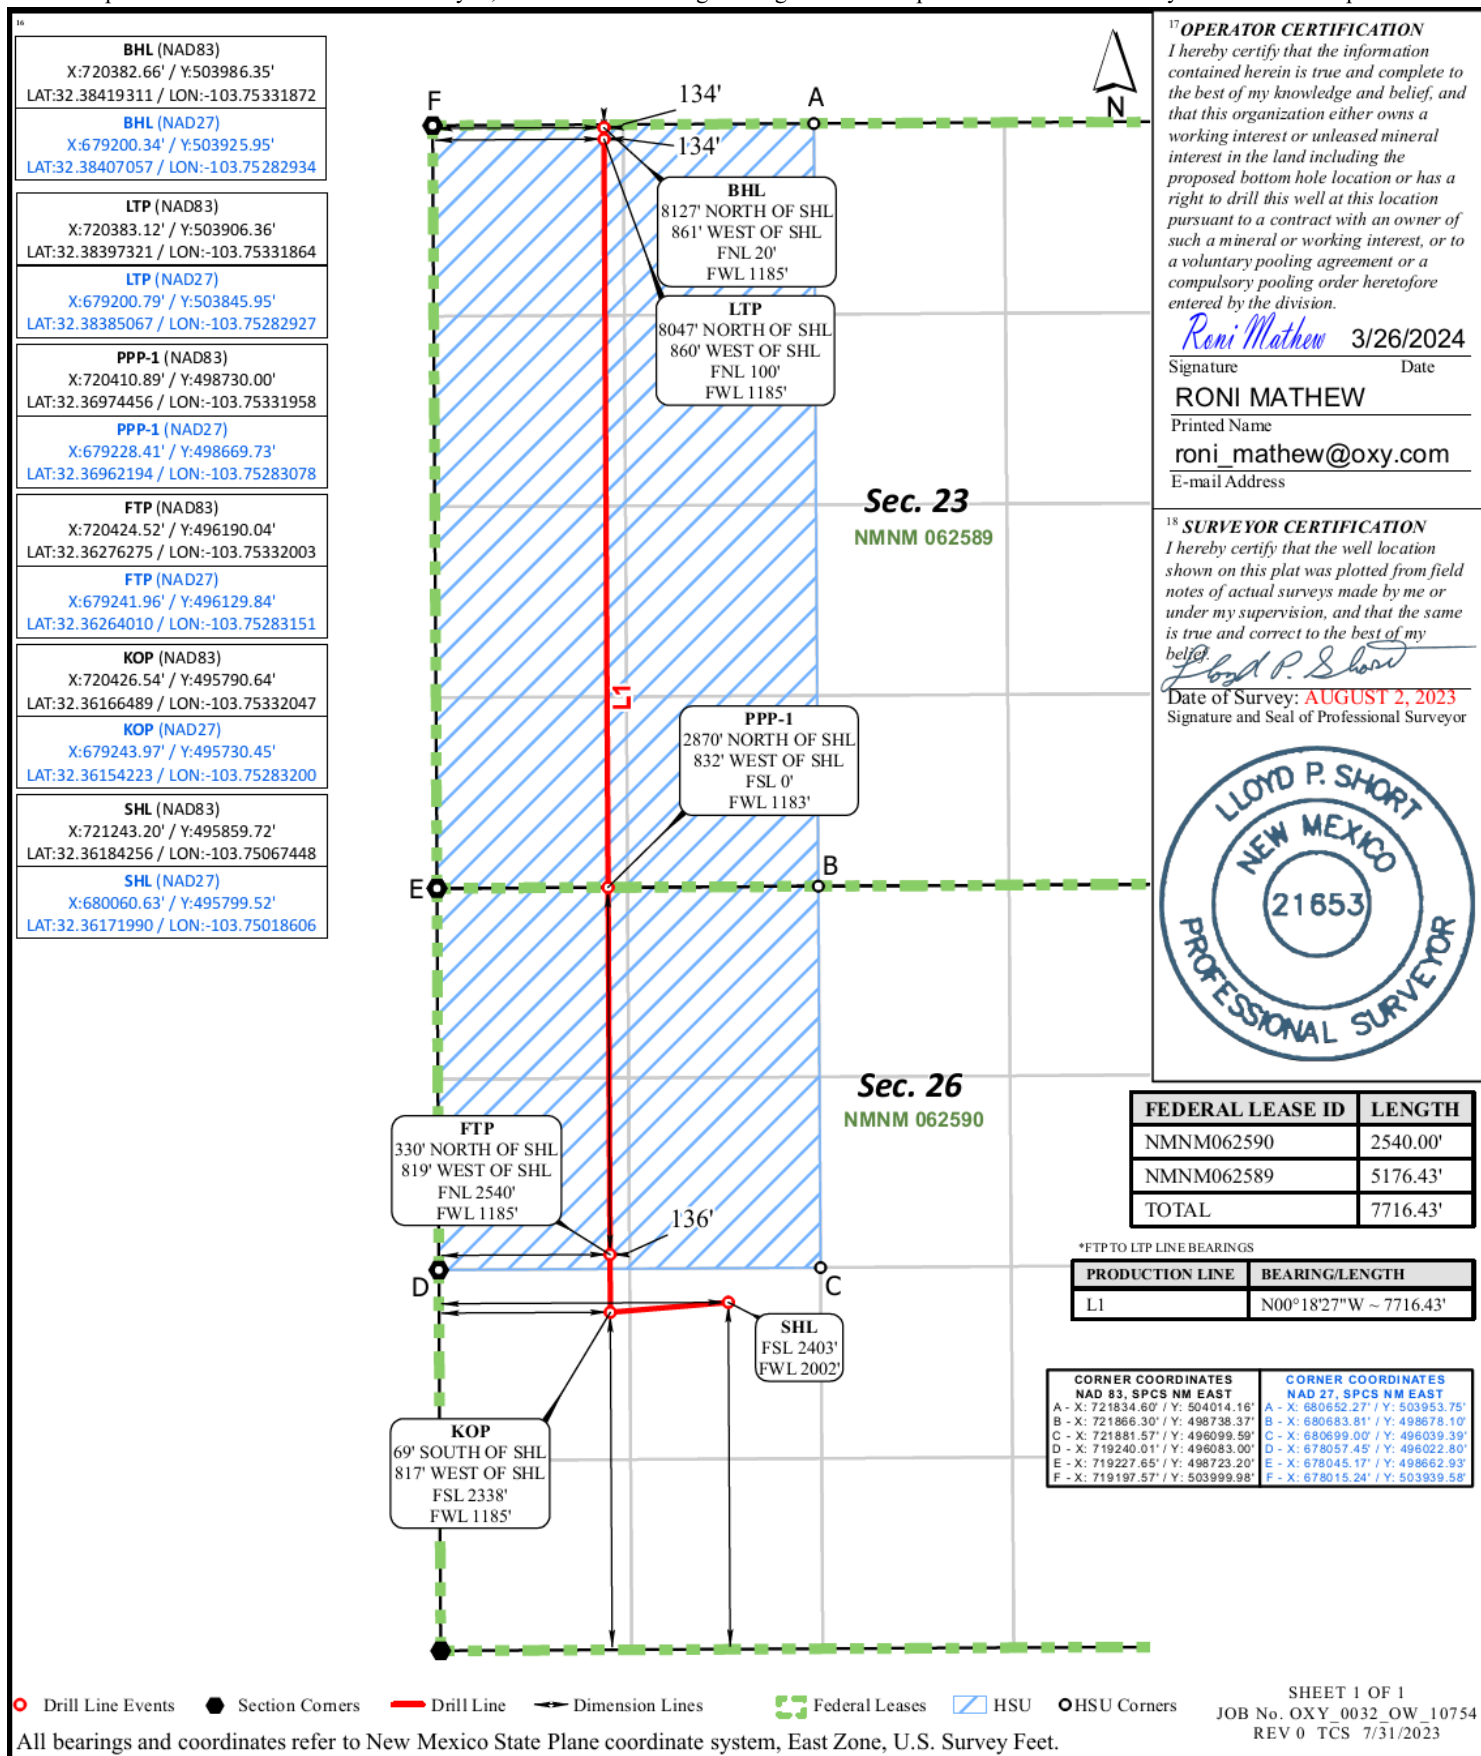 16
BHL (NAD83)
X:720382.66' / Y:503986.35'
LAT:32.38419311 / LON:-103.75331872
BHL (NAD27)
X:679200.34' / Y:503925.95'
LAT:32.38407057 / LON:-103.75282934
LTP (NAD83)
X:720383.12' / Y:503906.36'
LAT:32.38397321 / LON:-103.75331864
LTP (NAD27)
X:679200.79' / Y:503845.95'
LAT:32.38385067 / LON:-103.75282927
PPP-1 (NAD83)
X:720410.89' / Y:498730.00'
LAT:32.36974456 / LON:-103.75331958
PPP-1 (NAD27)
X:679228.41' / Y:498669.73'
LAT:32.36962194 / LON:-103.75283078
FTP (NAD83)
X:720424.52' / Y:496190.04'
LAT:32.36276275 / LON:-103.75332003
FTP (NAD27)
X:679241.96' / Y:496129.84'
LAT:32.36264010 / LON:-103.75283151
KOP (NAD83)
X:720426.54' / Y:495790.64'
LAT:32.36166489 / LON:-103.75332047
KOP (NAD27)
X:679243.97' / Y:495730.45'
LAT:32.36154223 / LON:-103.75283200
SHL (NAD83)
X:721243.20' / Y:495859.72'
LAT:32.36184256 / LON:-103.75067448
SHL (NAD27)
X:680060.63' / Y:495799.52'
LAT:32.36171990 / LON:-103.75018606
F
134'
A
N
134'
BHL
8127' NORTH OF SHL
861' WEST OF SHL
FNL 20'
FWL 1185'
LTP
8047' NORTH OF SHL
860' WEST OF SHL
FNL 100'
FWL 1185'
Sec. 23
NMNM 062589
L1
PPP-1
2870' NORTH OF SHL
832' WEST OF SHL
FSL 0'
FWL 1183'
E
B
Sec. 26
NMNM 062590
FTP
330' NORTH OF SHL
819' WEST OF SHL
FNL 2540'
FWL 1185'
136'
D
C
SHL
FSL 2403'
FWL 2002'
KOP
69' SOUTH OF SHL
817' WEST OF SHL
FSL 2338'
FWL 1185'
17 OPERATOR CERTIFICATION
I hereby certify that the information
contained herein is true and complete to
the best of my knowledge and belief, and
that this organization either owns a
working interest or unleased mineral
interest in the land including the
proposed bottom hole location or has a
right to drill this well at this location
pursuant to a contract with an owner of
such a mineral or working interest, or to
a voluntary pooling agreement or a
compulsory pooling order heretofore
entered by the division.
Roni Mathew 3/26/2024
Signature Date
RONI MATHEW
Printed Name
roni_mathew@oxy.com
E-mail Address
18 SURVEYOR CERTIFICATION
I hereby certify that the well location
shown on this plat was plotted from field
notes of actual surveys made by me or
under my supervision, and that the same
is true and correct to the best of my
belief.
Lloyd P. Short
Date of Survey: AUGUST 2, 2023
Signature and Seal of Professional Surveyor
LLOYD P. SHORT
NEW MEXICO
21653
PROFESSIONAL SURVEYOR
FEDERAL LEASE ID LENGTH
NMNM062590 2540.00'
NMNM062589 5176.43'
TOTAL 7716.43'
*FTP TO LTP LINE BEARINGS
PRODUCTION LINE BEARING/LENGTH
L1 N00°18'27"W ~ 7716.43'
CORNER COORDINATES
NAD 83, SPCS NM EAST
A - X: 721834.60' / Y: 504014.16'
B - X: 721866.30' / Y: 498738.37'
C - X: 721881.57' / Y: 496099.59'
D - X: 719240.01' / Y: 496083.00'
E - X: 719227.65' / Y: 498723.20'
F - X: 719197.57' / Y: 503999.98'
CORNER COORDINATES
NAD 27, SPCS NM EAST
A - X: 680652.27' / Y: 503953.75'
B - X: 680683.81' / Y: 498678.10'
C - X: 680699.00' / Y: 496039.39'
D - X: 678057.45' / Y: 496022.80'
E - X: 678045.17' / Y: 498662.93'
F - X: 678015.24' / Y: 503939.58'
Drill Line Events Section Corners Drill Line Dimension Lines Federal Leases HSU HSU Corners
All bearings and coordinates refer to New Mexico State Plane coordinate system, East Zone, U.S. Survey Feet.
SHEET 1 OF 1
JOB No. OXY_0032_OW_10754
REV 0 TCS 7/31/2023